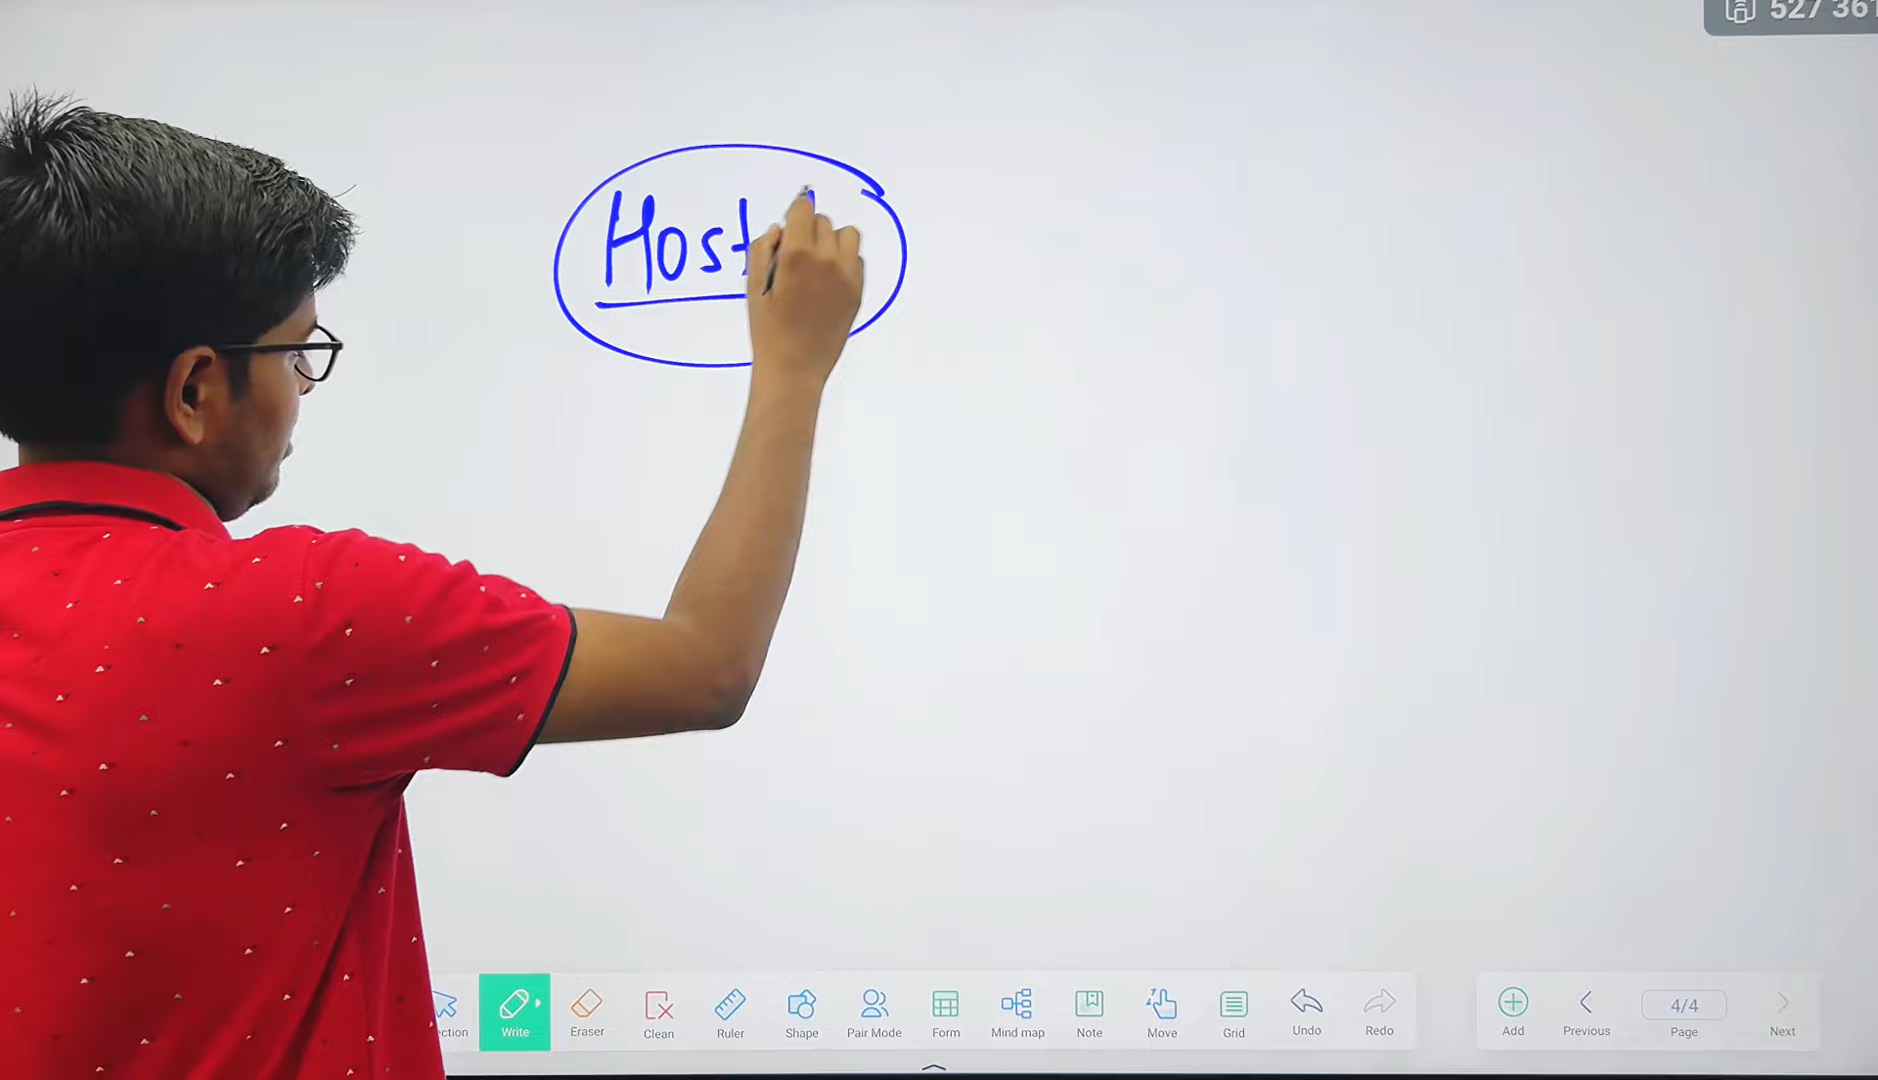 527 361
Host
Write
Eraser
Clean
Ruler
Shape
Pair Mode
Form
Mind map
Note
Move
Grid
Undo
Redo
Add
Previous
4/4
Page
Next